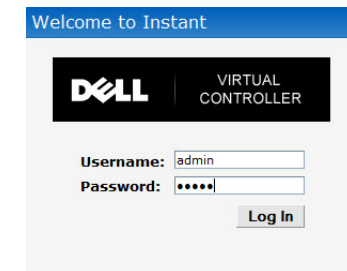 Welcome to Instant
DELL
VIRTUAL
CONTROLLER
Username: admin
Password: •••••
Log In